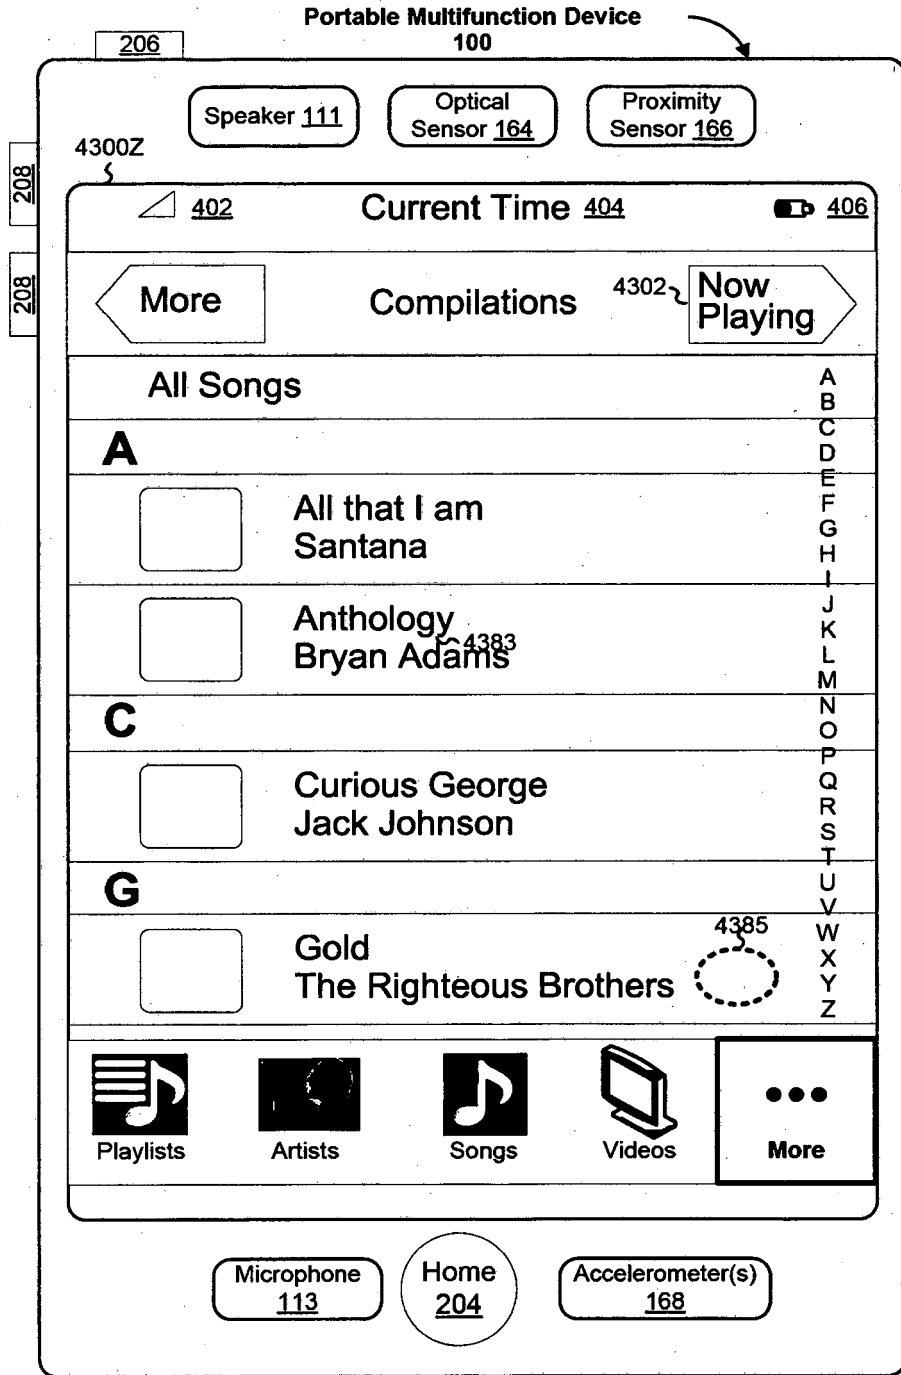 Portable Multifunction Device
100
206
Speaker 111
Optical
Sensor 164
Proximity
Sensor 166
4300Z
208
208
402
Current Time 404
406
More
Compilations
4302
Now
Playing
All Songs
A
All that I am
Santana
Anthology
Bryan Adams
4383
C
Curious George
Jack Johnson
G
Gold
The Righteous Brothers
4385
A
B
C
D
E
F
G
H
I
J
K
L
M
N
O
P
Q
R
S
T
U
V
W
X
Y
Z
Playlists
Artists
Songs
Videos
More
Microphone
113
Home
204
Accelerometer(s)
168